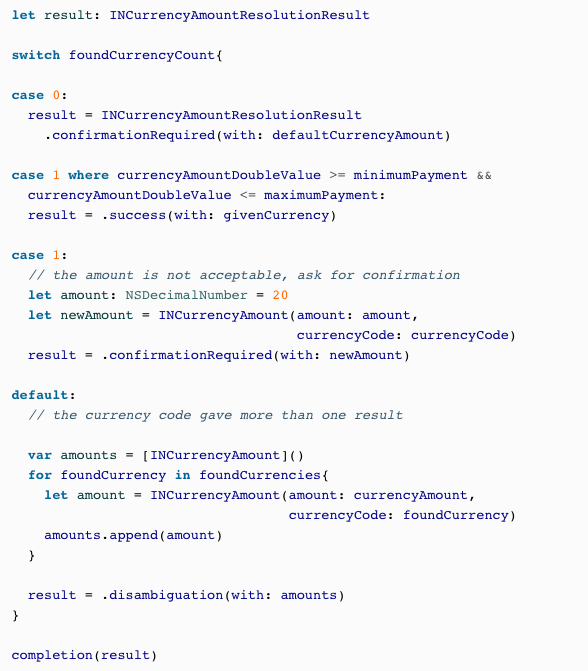 let result: INCurrencyAmountResolutionResult

switch foundCurrencyCount{

case 0:
  result = INCurrencyAmountResolutionResult
    .confirmationRequired(with: defaultCurrencyAmount)

case 1 where currencyAmountDoubleValue >= minimumPayment &&
  currencyAmountDoubleValue <= maximumPayment:
  result = .success(with: givenCurrency)

case 1:
  // the amount is not acceptable, ask for confirmation
  let amount: NSDecimalNumber = 20
  let newAmount = INCurrencyAmount(amount: amount,
                                   currencyCode: currencyCode)
  result = .confirmationRequired(with: newAmount)

default:
  // the currency code gave more than one result

  var amounts = [INCurrencyAmount]()
  for foundCurrency in foundCurrencies{
    let amount = INCurrencyAmount(amount: currencyAmount,
                                  currencyCode: foundCurrency)
    amounts.append(amount)
  }

  result = .disambiguation(with: amounts)
}

completion(result)